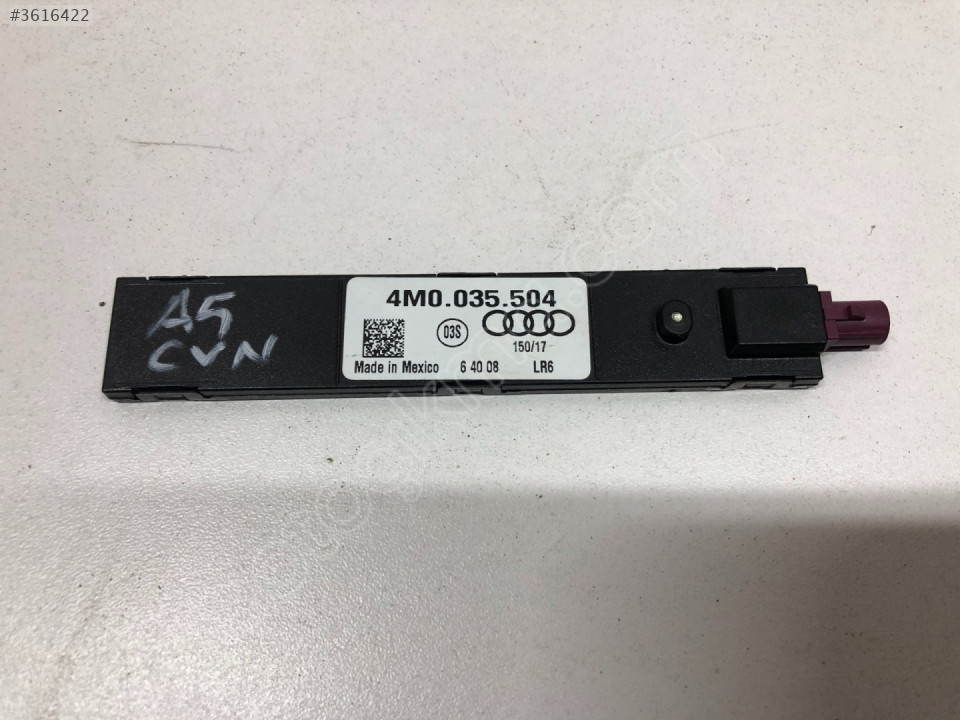 #3616422
4M0.035.504
A5
CVN
03S
150/17
Made in Mexico 6 40 08 LR6